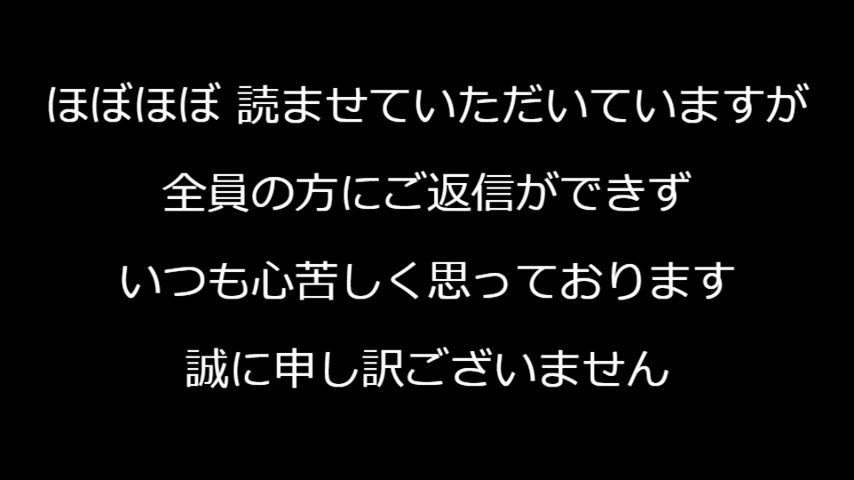 ほぼほぼ 読ませていただいていますが
全員の方にご返信ができず
いつも心苦しく思っております
誠に申し訳ございません